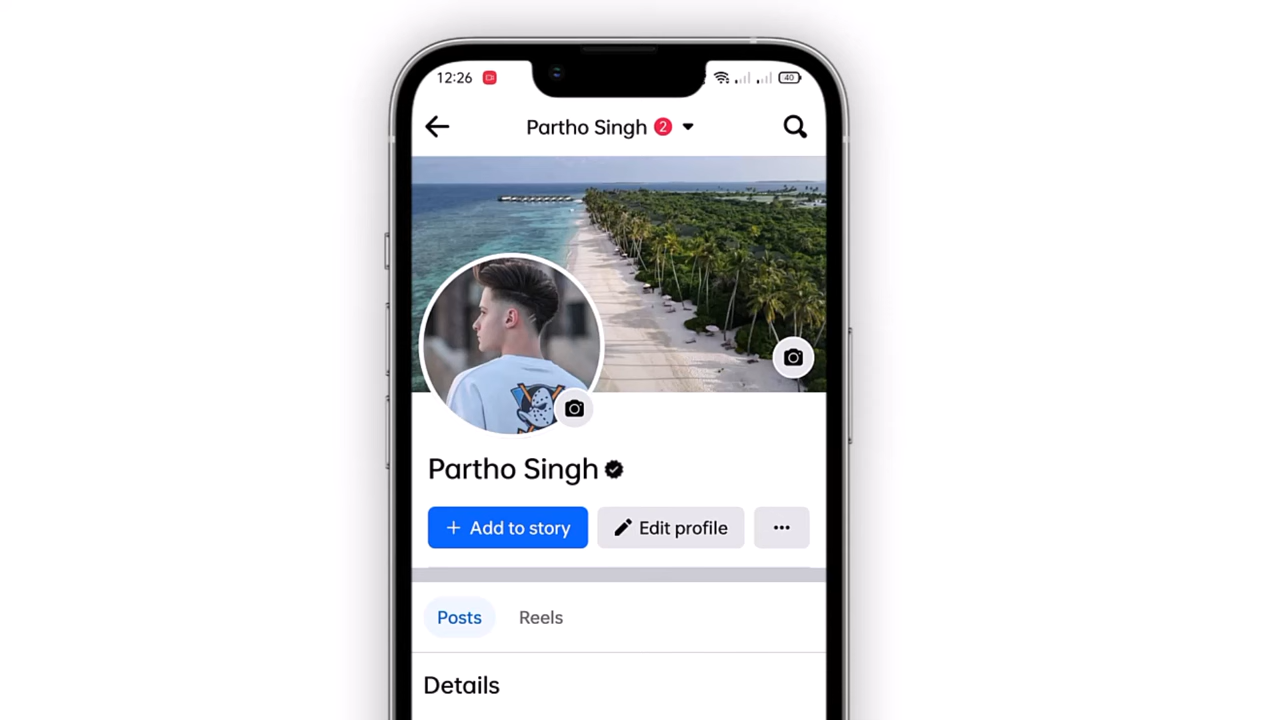 12:26 40
Partho Singh 2
Partho Singh
+ Add to story Edit profile ...
Posts Reels
Details